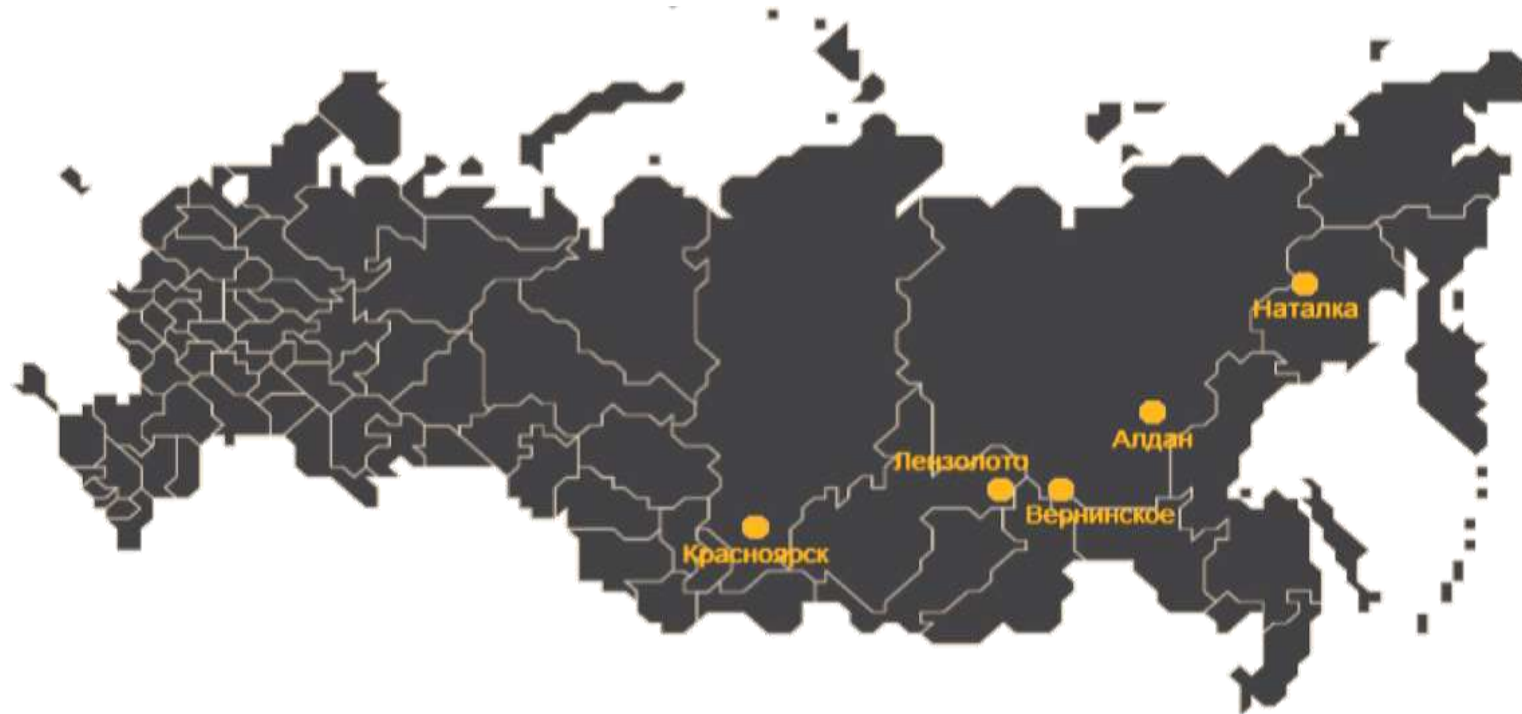 Наталка
Алдан
Лензолото
Вернинское
Красноярск